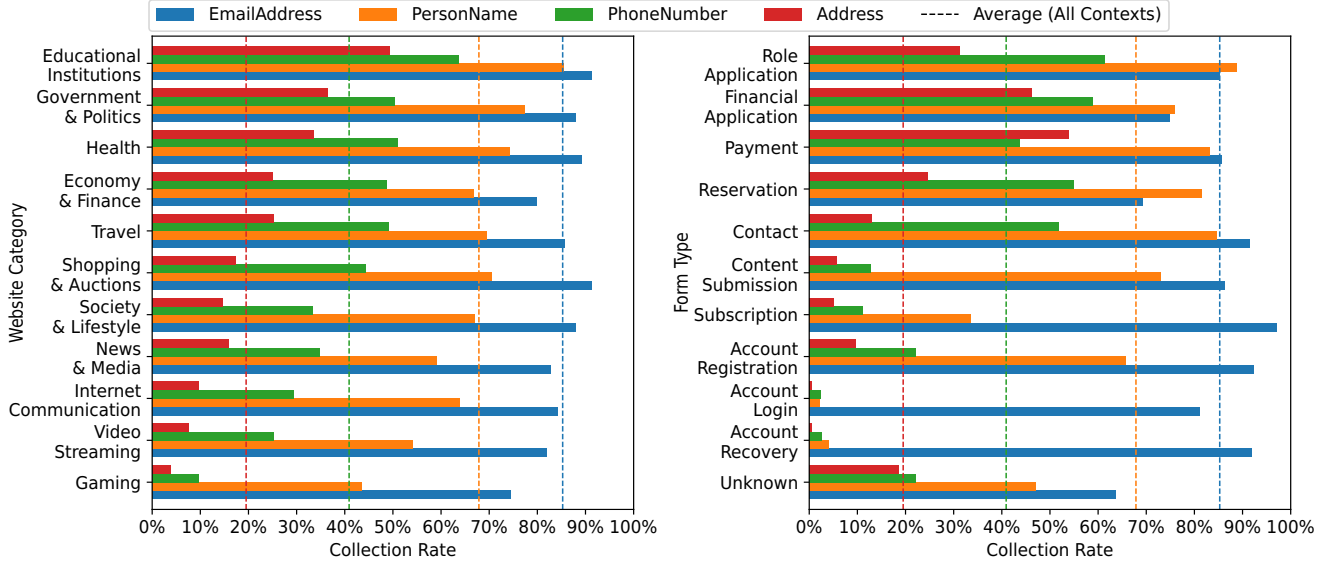 EmailAddress PersonName PhoneNumber Address Average (All Contexts)
Website Category
Educational
Institutions
Government
& Politics
Health
Economy
& Finance
Travel
Shopping
& Auctions
Society
& Lifestyle
News
& Media
Internet
Communication
Video
Streaming
Gaming
0% 10% 20% 30% 40% 50% 60% 70% 80% 90% 100%
Collection Rate
Form Type
Role
Application
Financial
Application
Payment
Reservation
Contact
Content
Submission
Subscription
Account
Registration
Account
Login
Account
Recovery
Unknown
0% 10% 20% 30% 40% 50% 60% 70% 80% 90% 100%
Collection Rate